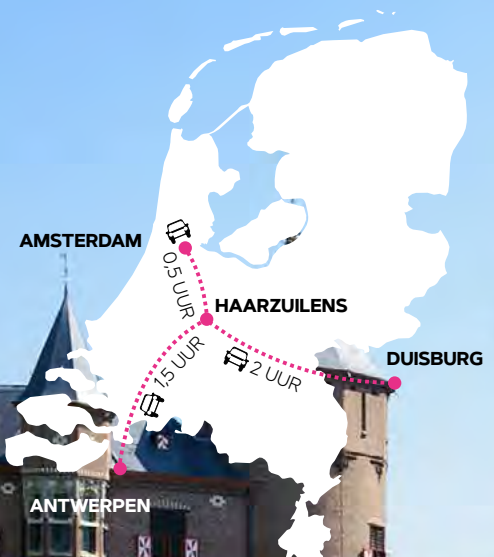 AMSTERDAM
0,5 UUR
HAARZUILENS
1,5 UUR
2 UUR
DUISBURG
ANTWERPEN